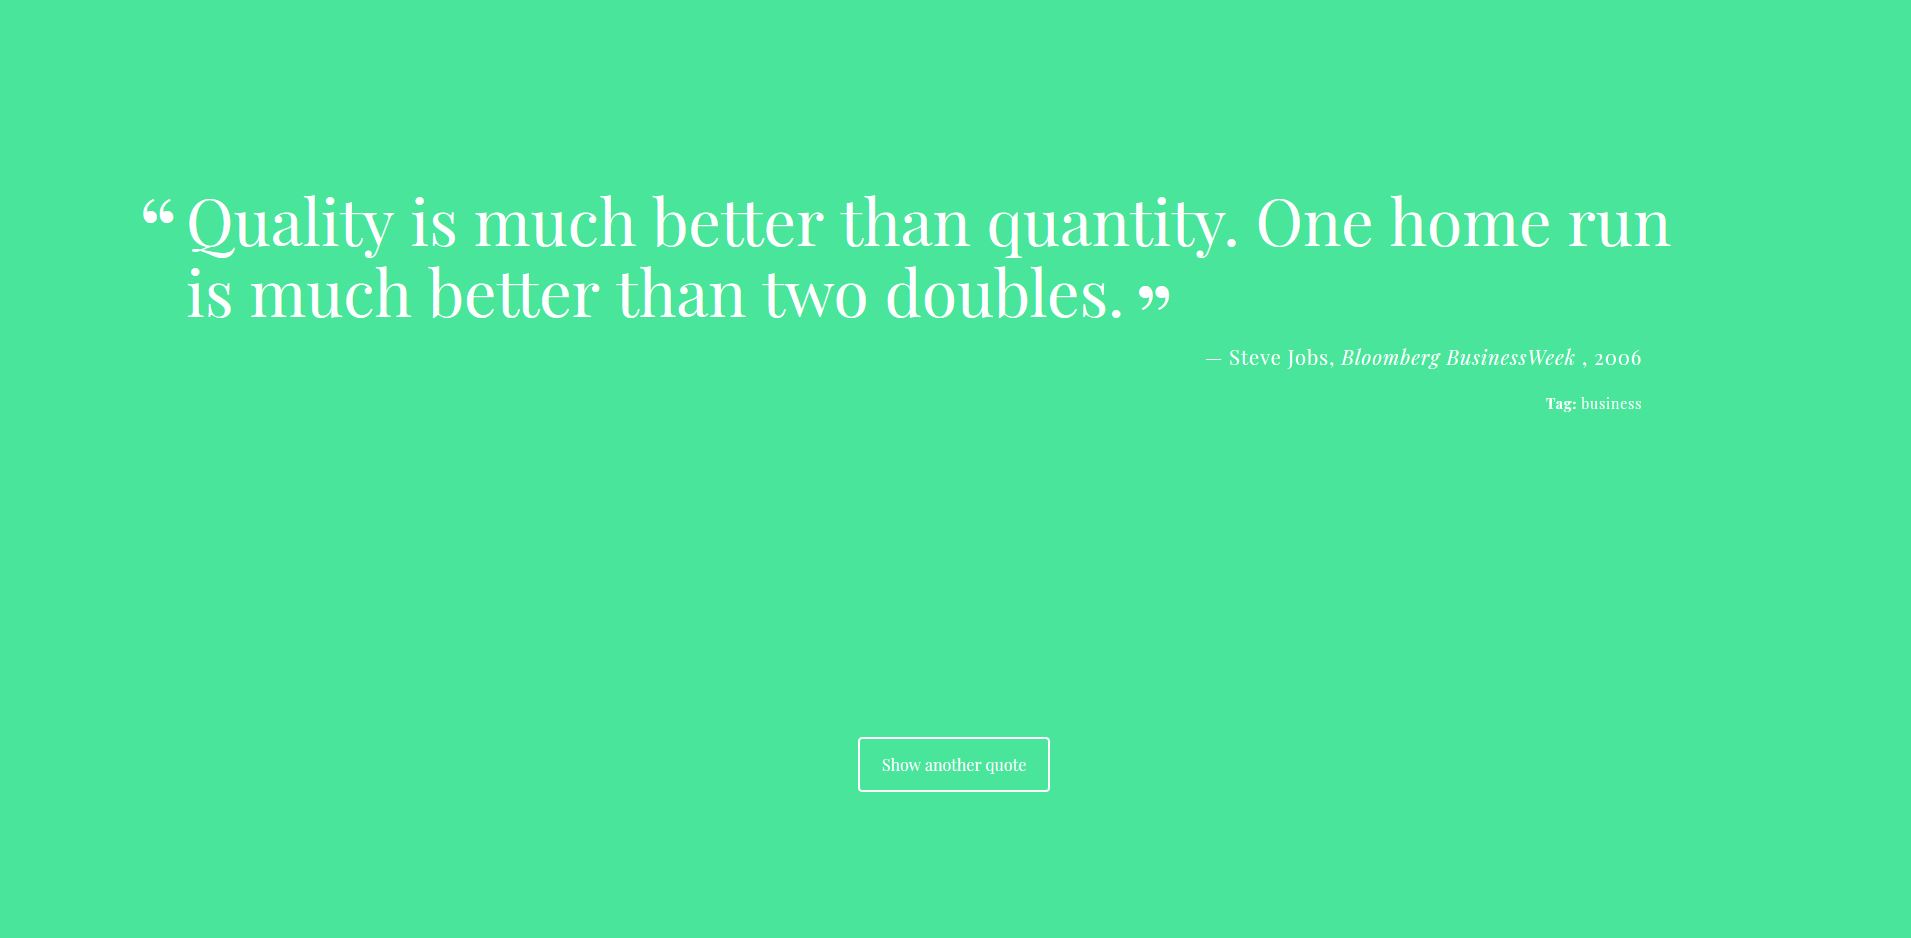 “Quality is much better than quantity. One home run
is much better than two doubles.”
— Steve Jobs, Bloomberg BusinessWeek , 2006
Tag: business
Show another quote